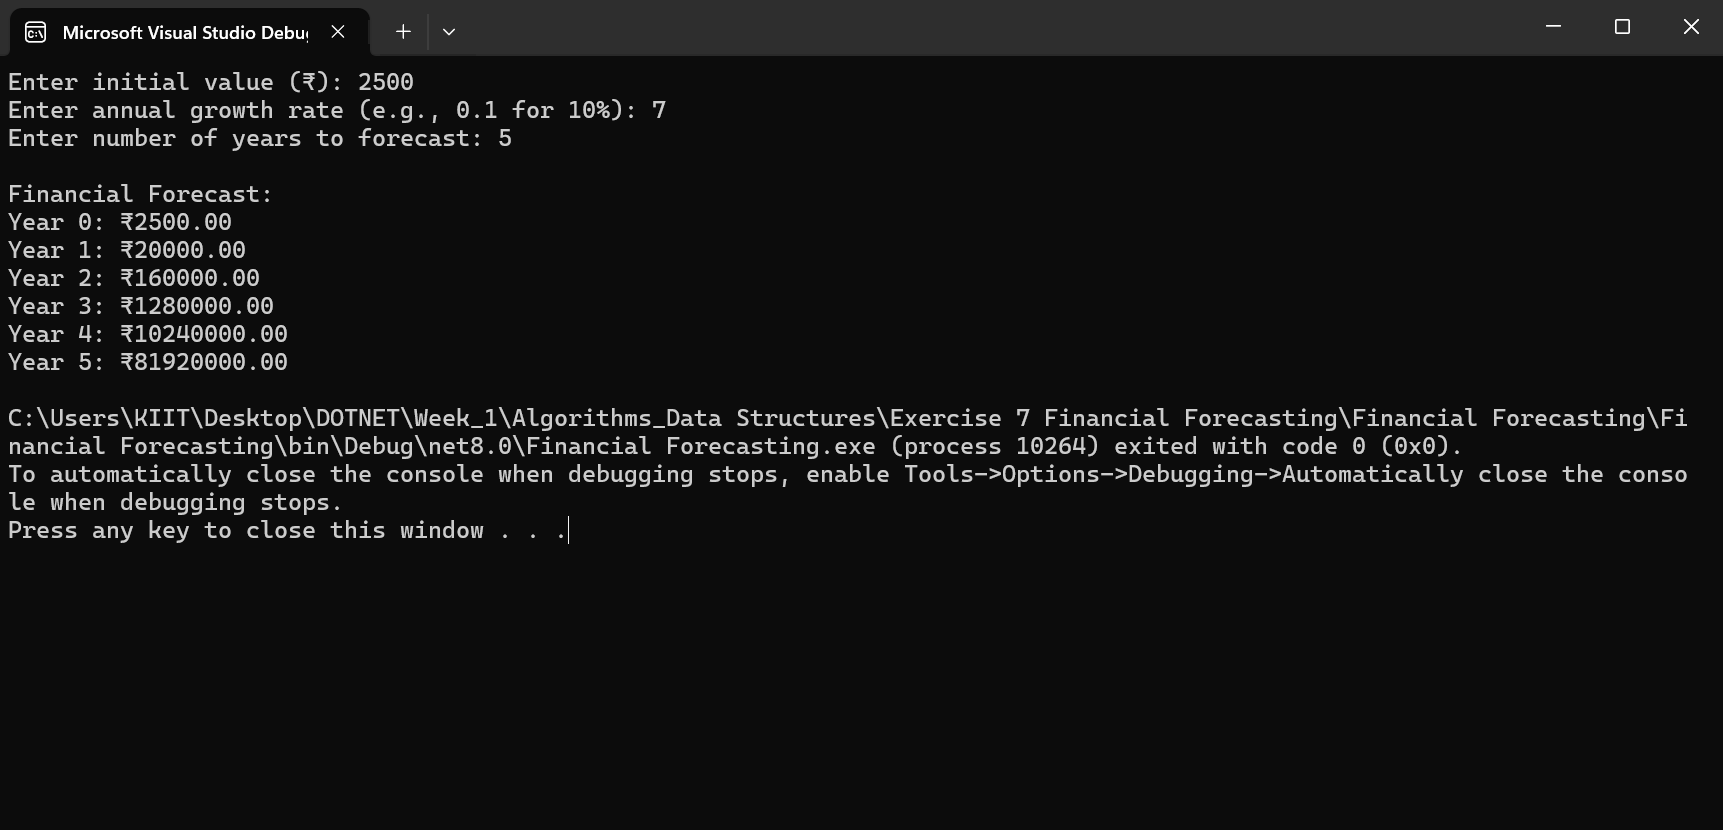 Microsoft Visual Studio Debu
Enter initial value (₹): 2500
Enter annual growth rate (e.g., 0.1 for 10%): 7
Enter number of years to forecast: 5
Financial Forecast:
Year 0: ₹2500.00
Year 1: ₹20000.00
Year 2: ₹160000.00
Year 3: ₹1280000.00
Year 4: ₹10240000.00
Year 5: ₹81920000.00
C:\Users\KIIT\Desktop\DOTNET\Week_1\Algorithms_Data Structures\Exercise 7 Financial Forecasting\Financial Forecasting\Fi
nancial Forecasting\bin\Debug\net8.0\Financial Forecasting.exe (process 10264) exited with code 0 (0x0).
To automatically close the console when debugging stops, enable Tools->Options->Debugging->Automatically close the conso
le when debugging stops.
Press any key to close this window . . .